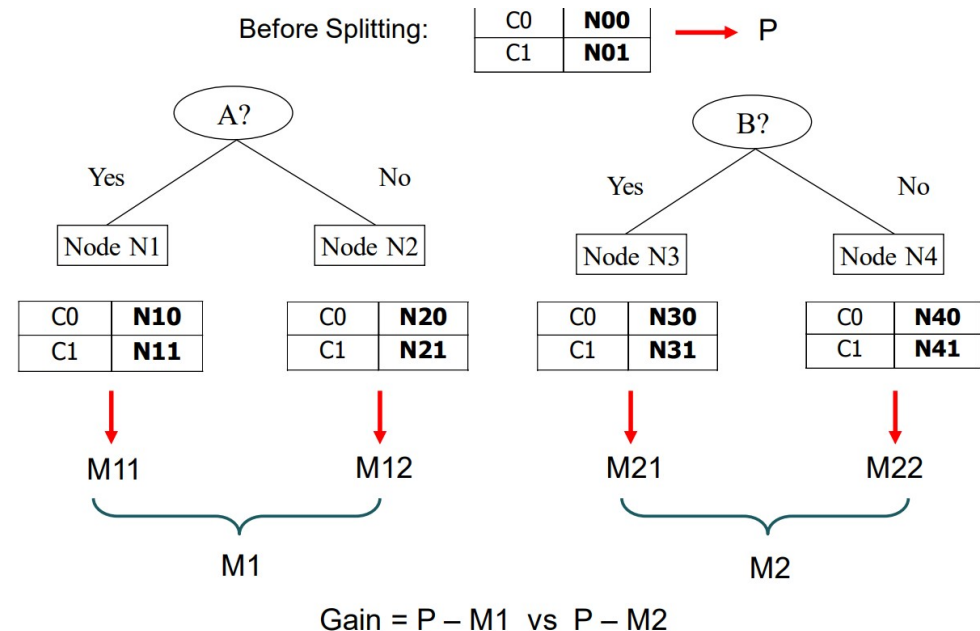 Before Splitting:
C0 N00
C1 N01
P
A?
Yes
No
Node N1
Node N2
C0 N10
C1 N11
C0 N20
C1 N21
M11
M12
M1
B?
Yes
No
Node N3
Node N4
C0 N30
C1 N31
C0 N40
C1 N41
M21
M22
M2
Gain = P – M1 vs P – M2